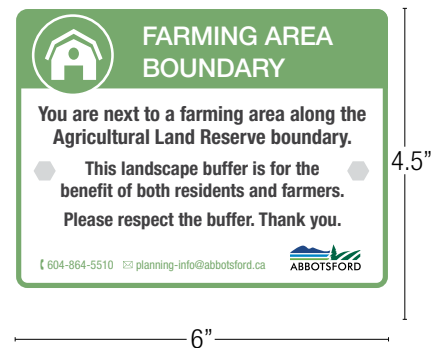 FARMING AREA
BOUNDARY
You are next to a farming area along the
Agricultural Land Reserve boundary.
This landscape buffer is for the
benefit of both residents and farmers.
Please respect the buffer. Thank you.
604-864-5510 planning-info@abbotsford.ca
ABBOTSFORD
4.5”
6”